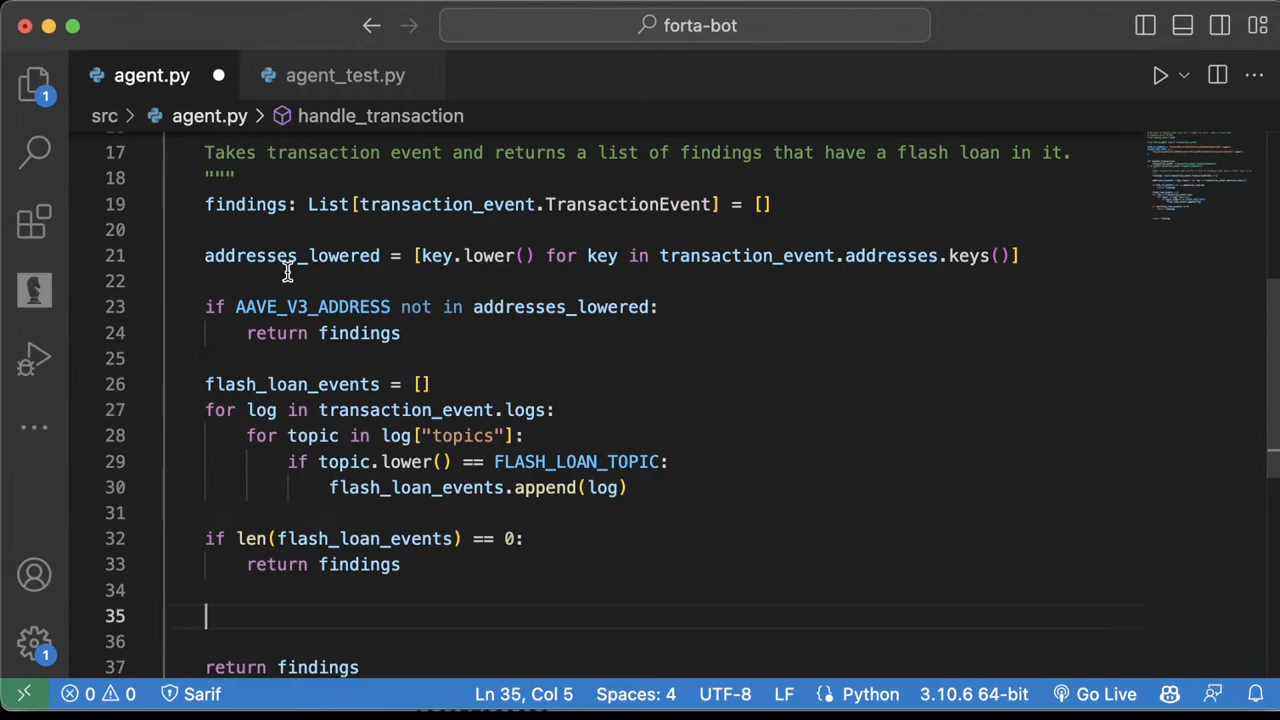 forta-bot
agent.py
agent_test.py
src > agent.py > handle_transaction
17 Takes transaction event and returns a list of findings that have a flash loan in it.
18 """
19 findings: List[transaction_event.TransactionEvent] = []
20
21 addresses_lowered = [key.lower() for key in transaction_event.addresses.keys()]
22
23 if AAVE_V3_ADDRESS not in addresses_lowered:
24 return findings
25
26 flash_loan_events = []
27 for log in transaction_event.logs:
28 for topic in log["topics"]:
29 if topic.lower() == FLASH_LOAN_TOPIC:
30 flash_loan_events.append(log)
31
32 if len(flash_loan_events) == 0:
33 return findings
34
35
36
37 return findings
1
1
0 0 Sarif Ln 35, Col 5 Spaces: 4 UTF-8 LF Python 3.10.6 64-bit Go Live